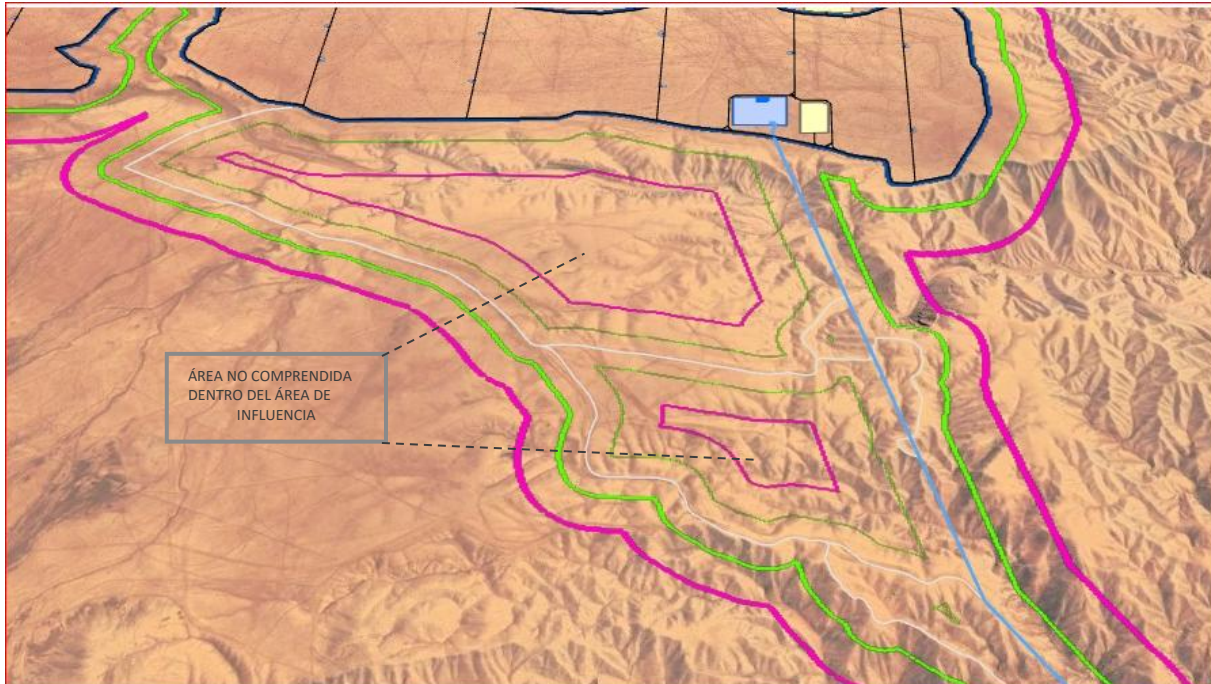 ÁREA NO COMPRENDIDA
DENTRO DEL ÁREA DE
INFLUENCIA